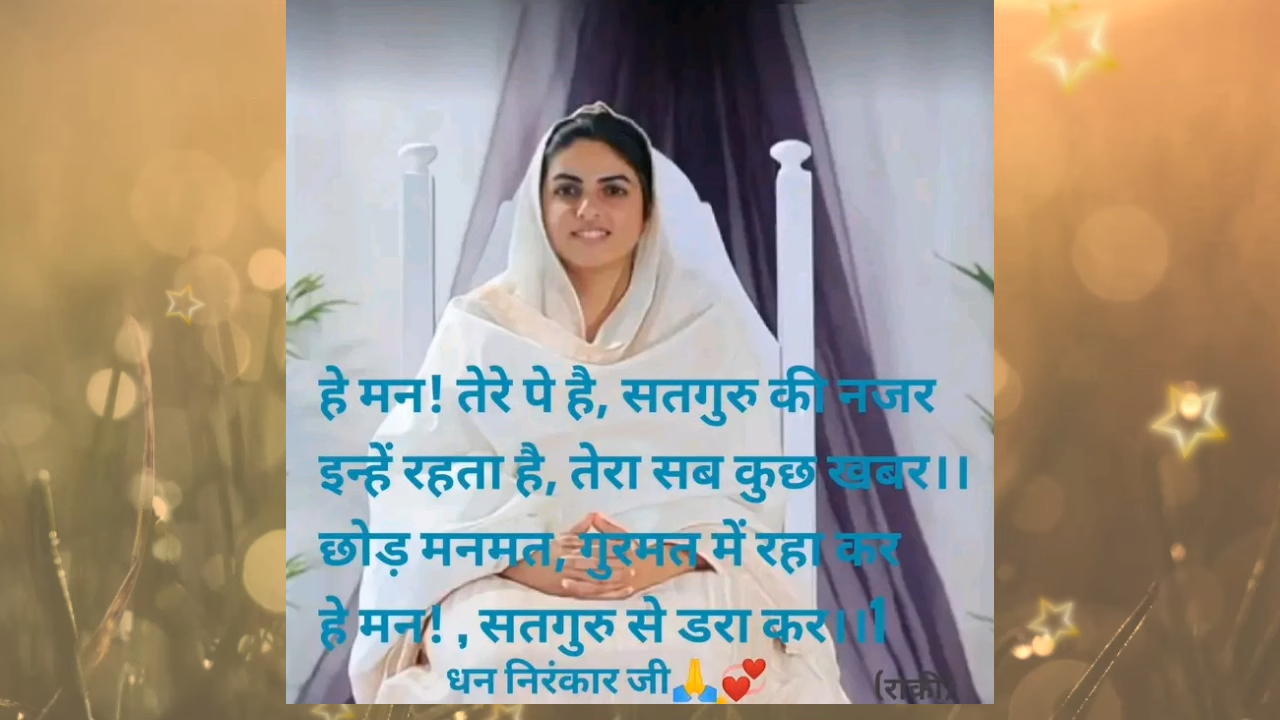 हे मन! तेरे पे है, सतगुरु की नजर
इन्हें रहता है, तेरा सब कुछ खबर।।
छोड़ मनमत, गुरमत में रहा कर
हे मन! , सतगुरु से डरा कर।।1
धन निरंकार जी🙏💞
(राकी)